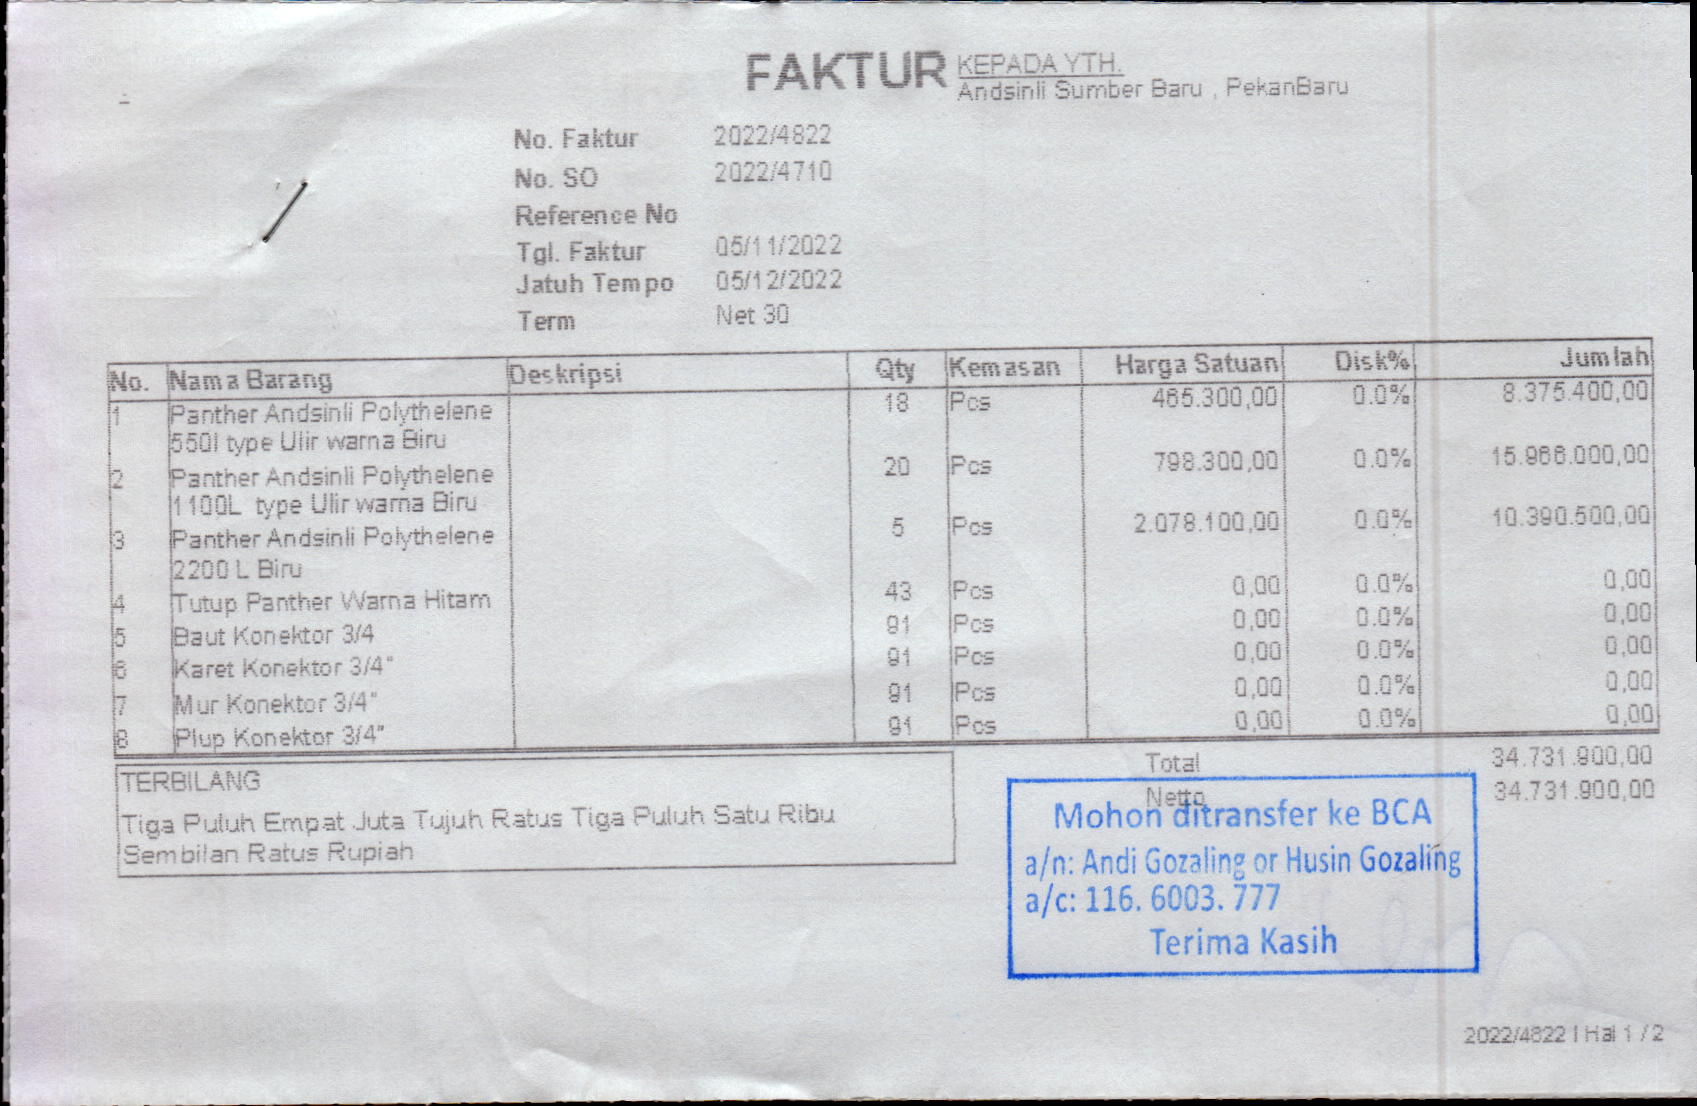 FAKTUR
KEPADA YTH.
Andsinli Sumber Baru , PekanBaru
No. Faktur 2022/4822
No. SO 2022/4710
Reference No
Tgl. Faktur 05/11/2022
Jatuh Tempo 05/12/2022
Term Net 30
No. Nama Barang Deskripsi Qty Kemasan Harga Satuan Disk% Jumlah
1 Panther Andsinli Polythelene 18 Pcs 465.300,00 0.0% 8.375.400,00
550l type Ulir warna Biru
2 Panther Andsinli Polythelene 20 Pcs 798.300,00 0.0% 15.966.000,00
1100L type Ulir warna Biru
3 Panther Andsinli Polythelene 5 Pcs 2.078.100,00 0.0% 10.390.500,00
2200 L Biru
4 Tutup Panther Warna Hitam 43 Pcs 0,00 0.0% 0,00
5 Baut Konektor 3/4 91 Pcs 0,00 0.0% 0,00
6 Karet Konektor 3/4" 91 Pcs 0,00 0.0% 0,00
7 Mur Konektor 3/4" 91 Pcs 0,00 0.0% 0,00
8 Plup Konektor 3/4" 91 Pcs 0,00 0.0% 0,00
Total 34.731.900,00
Netto 34.731.900,00
TERBILANG
Tiga Puluh Empat Juta Tujuh Ratus Tiga Puluh Satu Ribu
Sembilan Ratus Rupiah
Mohon ditransfer ke BCA
a/n: Andi Gozaling or Husin Gozaling
a/c: 116. 6003. 777
Terima Kasih
2022/4822 | Hal 1 / 2